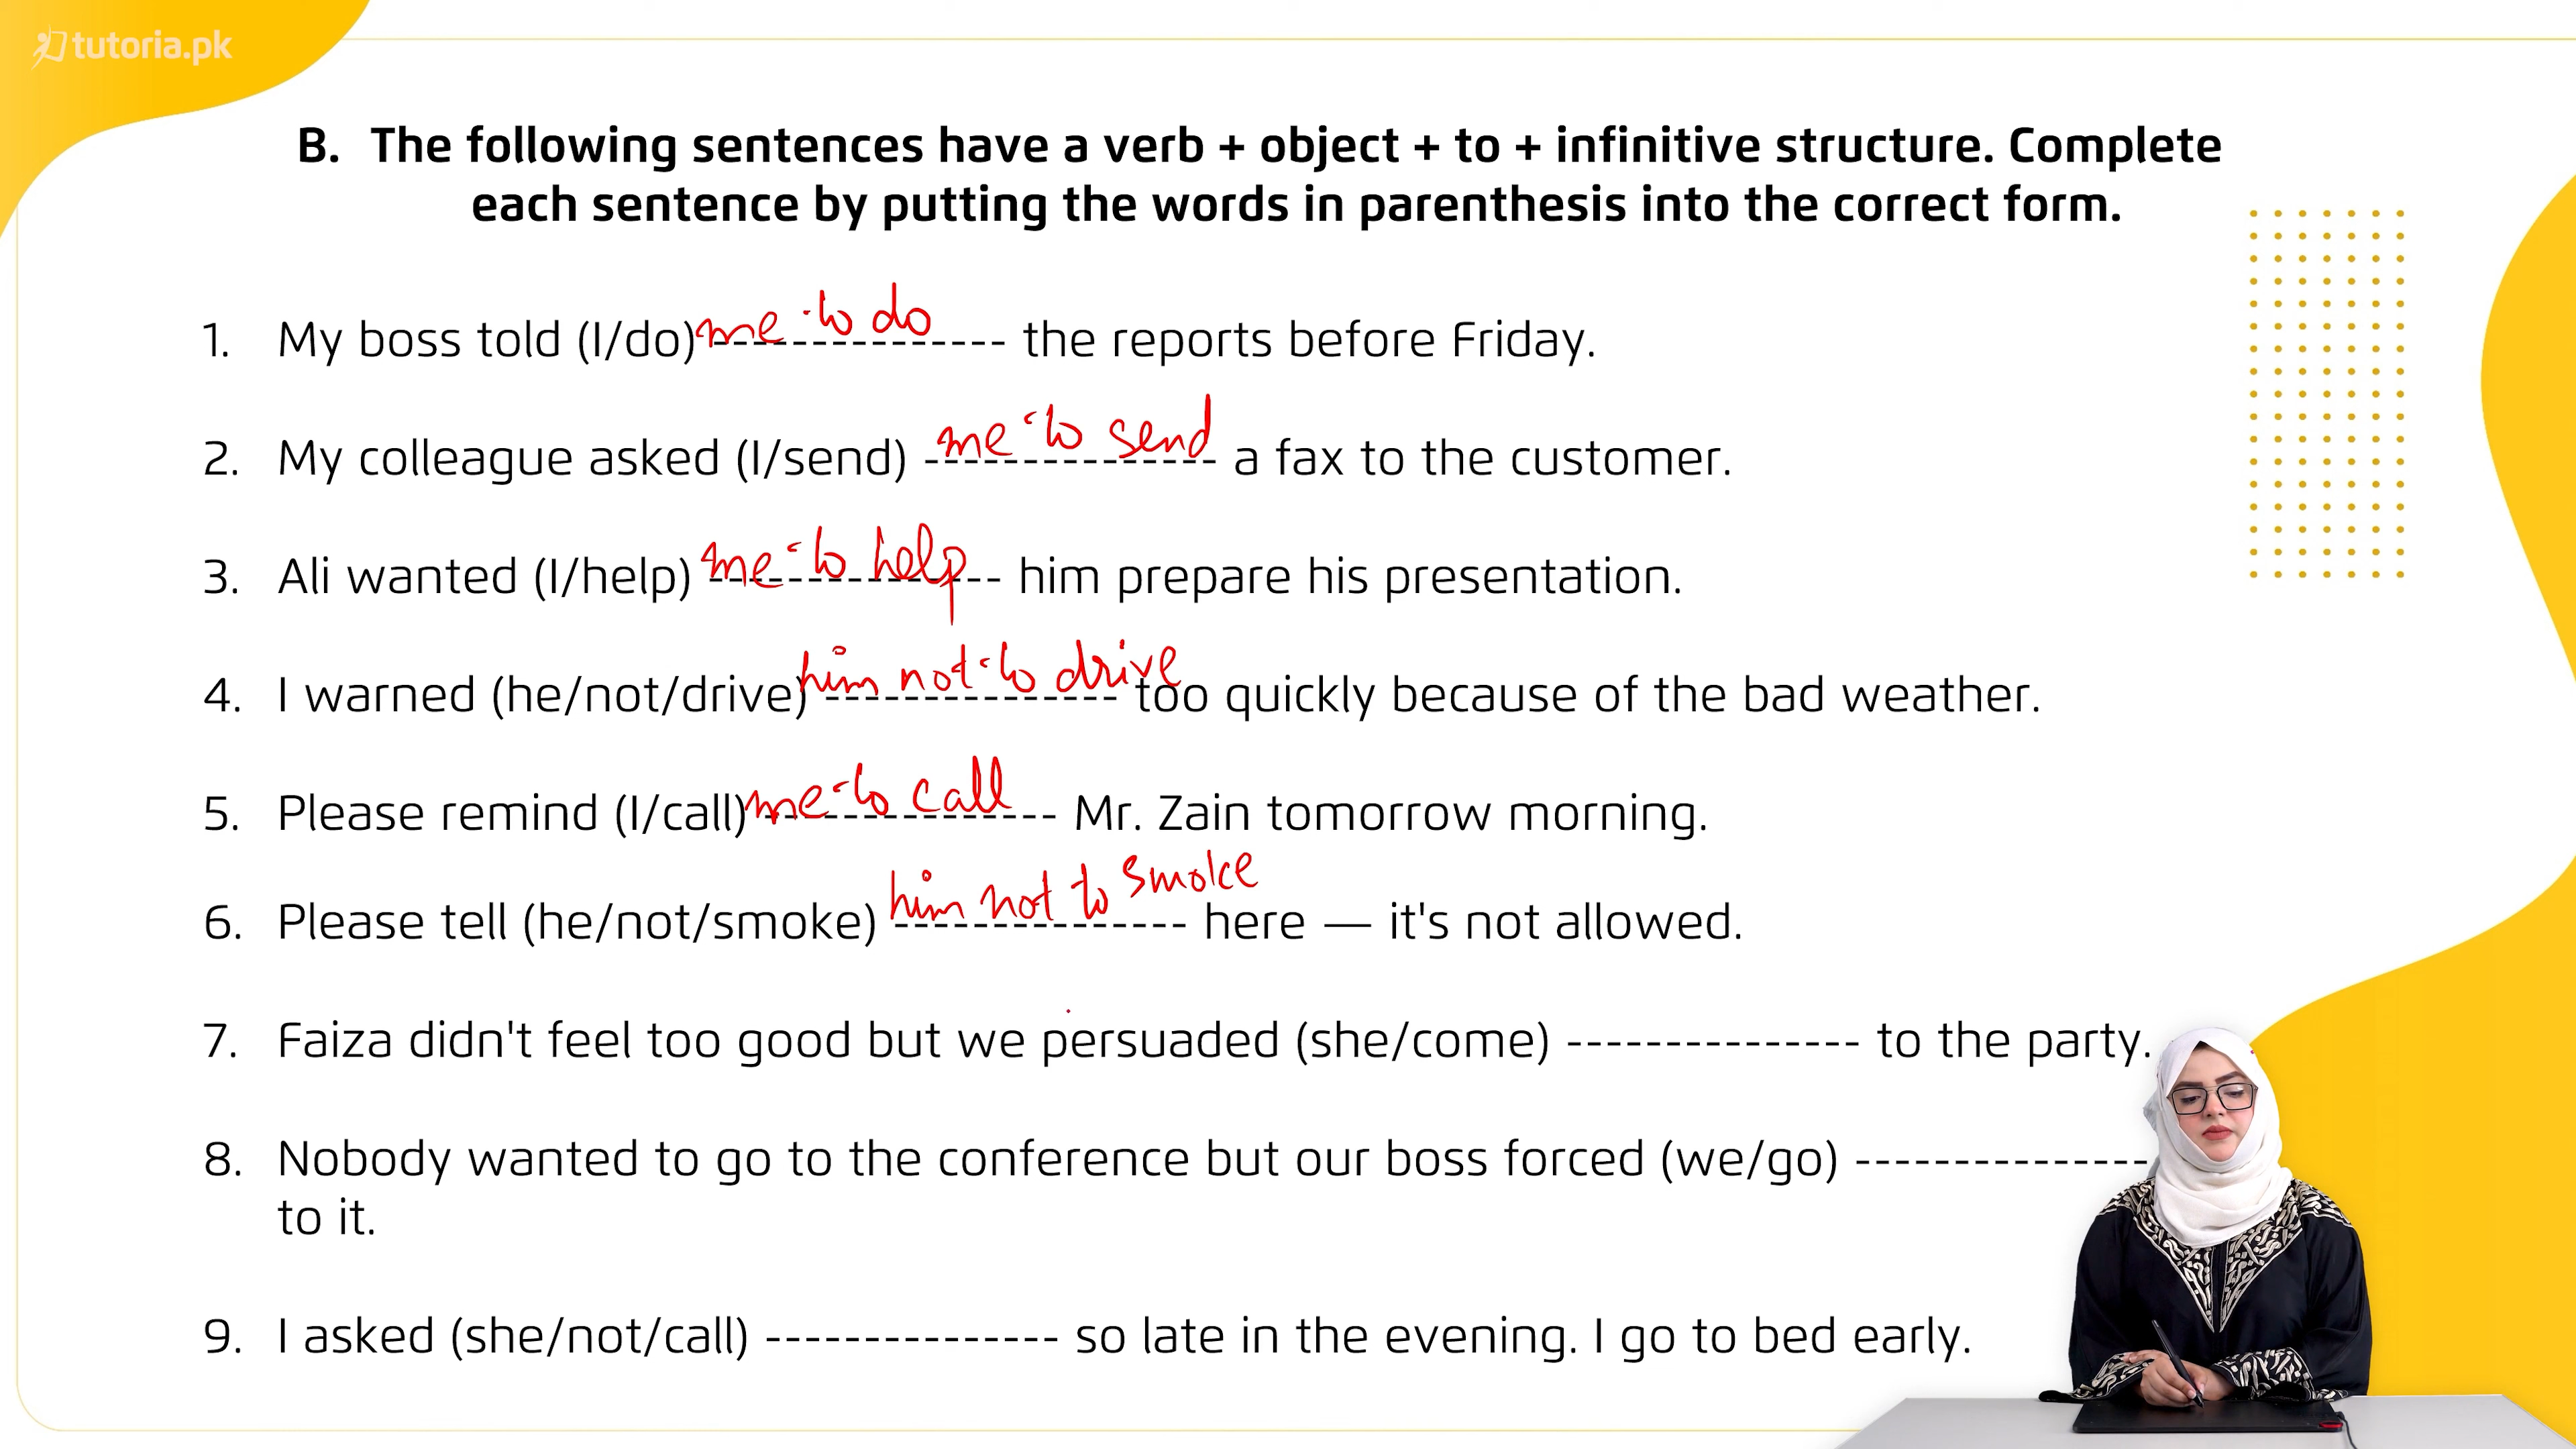 tutoria.pk
B. The following sentences have a verb + object + to + infinitive structure. Complete
each sentence by putting the words in parenthesis into the correct form.
1. My boss told (I/do) me to do --------------- the reports before Friday.
2. My colleague asked (I/send) me to send --------------- a fax to the customer.
3. Ali wanted (I/help) me to help --------------- him prepare his presentation.
4. I warned (he/not/drive) him not to drive --------------- too quickly because of the bad weather.
5. Please remind (I/call) me to call --------------- Mr. Zain tomorrow morning.
6. Please tell (he/not/smoke) him not to smoke --------------- here — it's not allowed.
7. Faiza didn't feel too good but we persuaded (she/come) --------------- to the party.
8. Nobody wanted to go to the conference but our boss forced (we/go) ---------------
to it.
9. I asked (she/not/call) --------------- so late in the evening. I go to bed early.